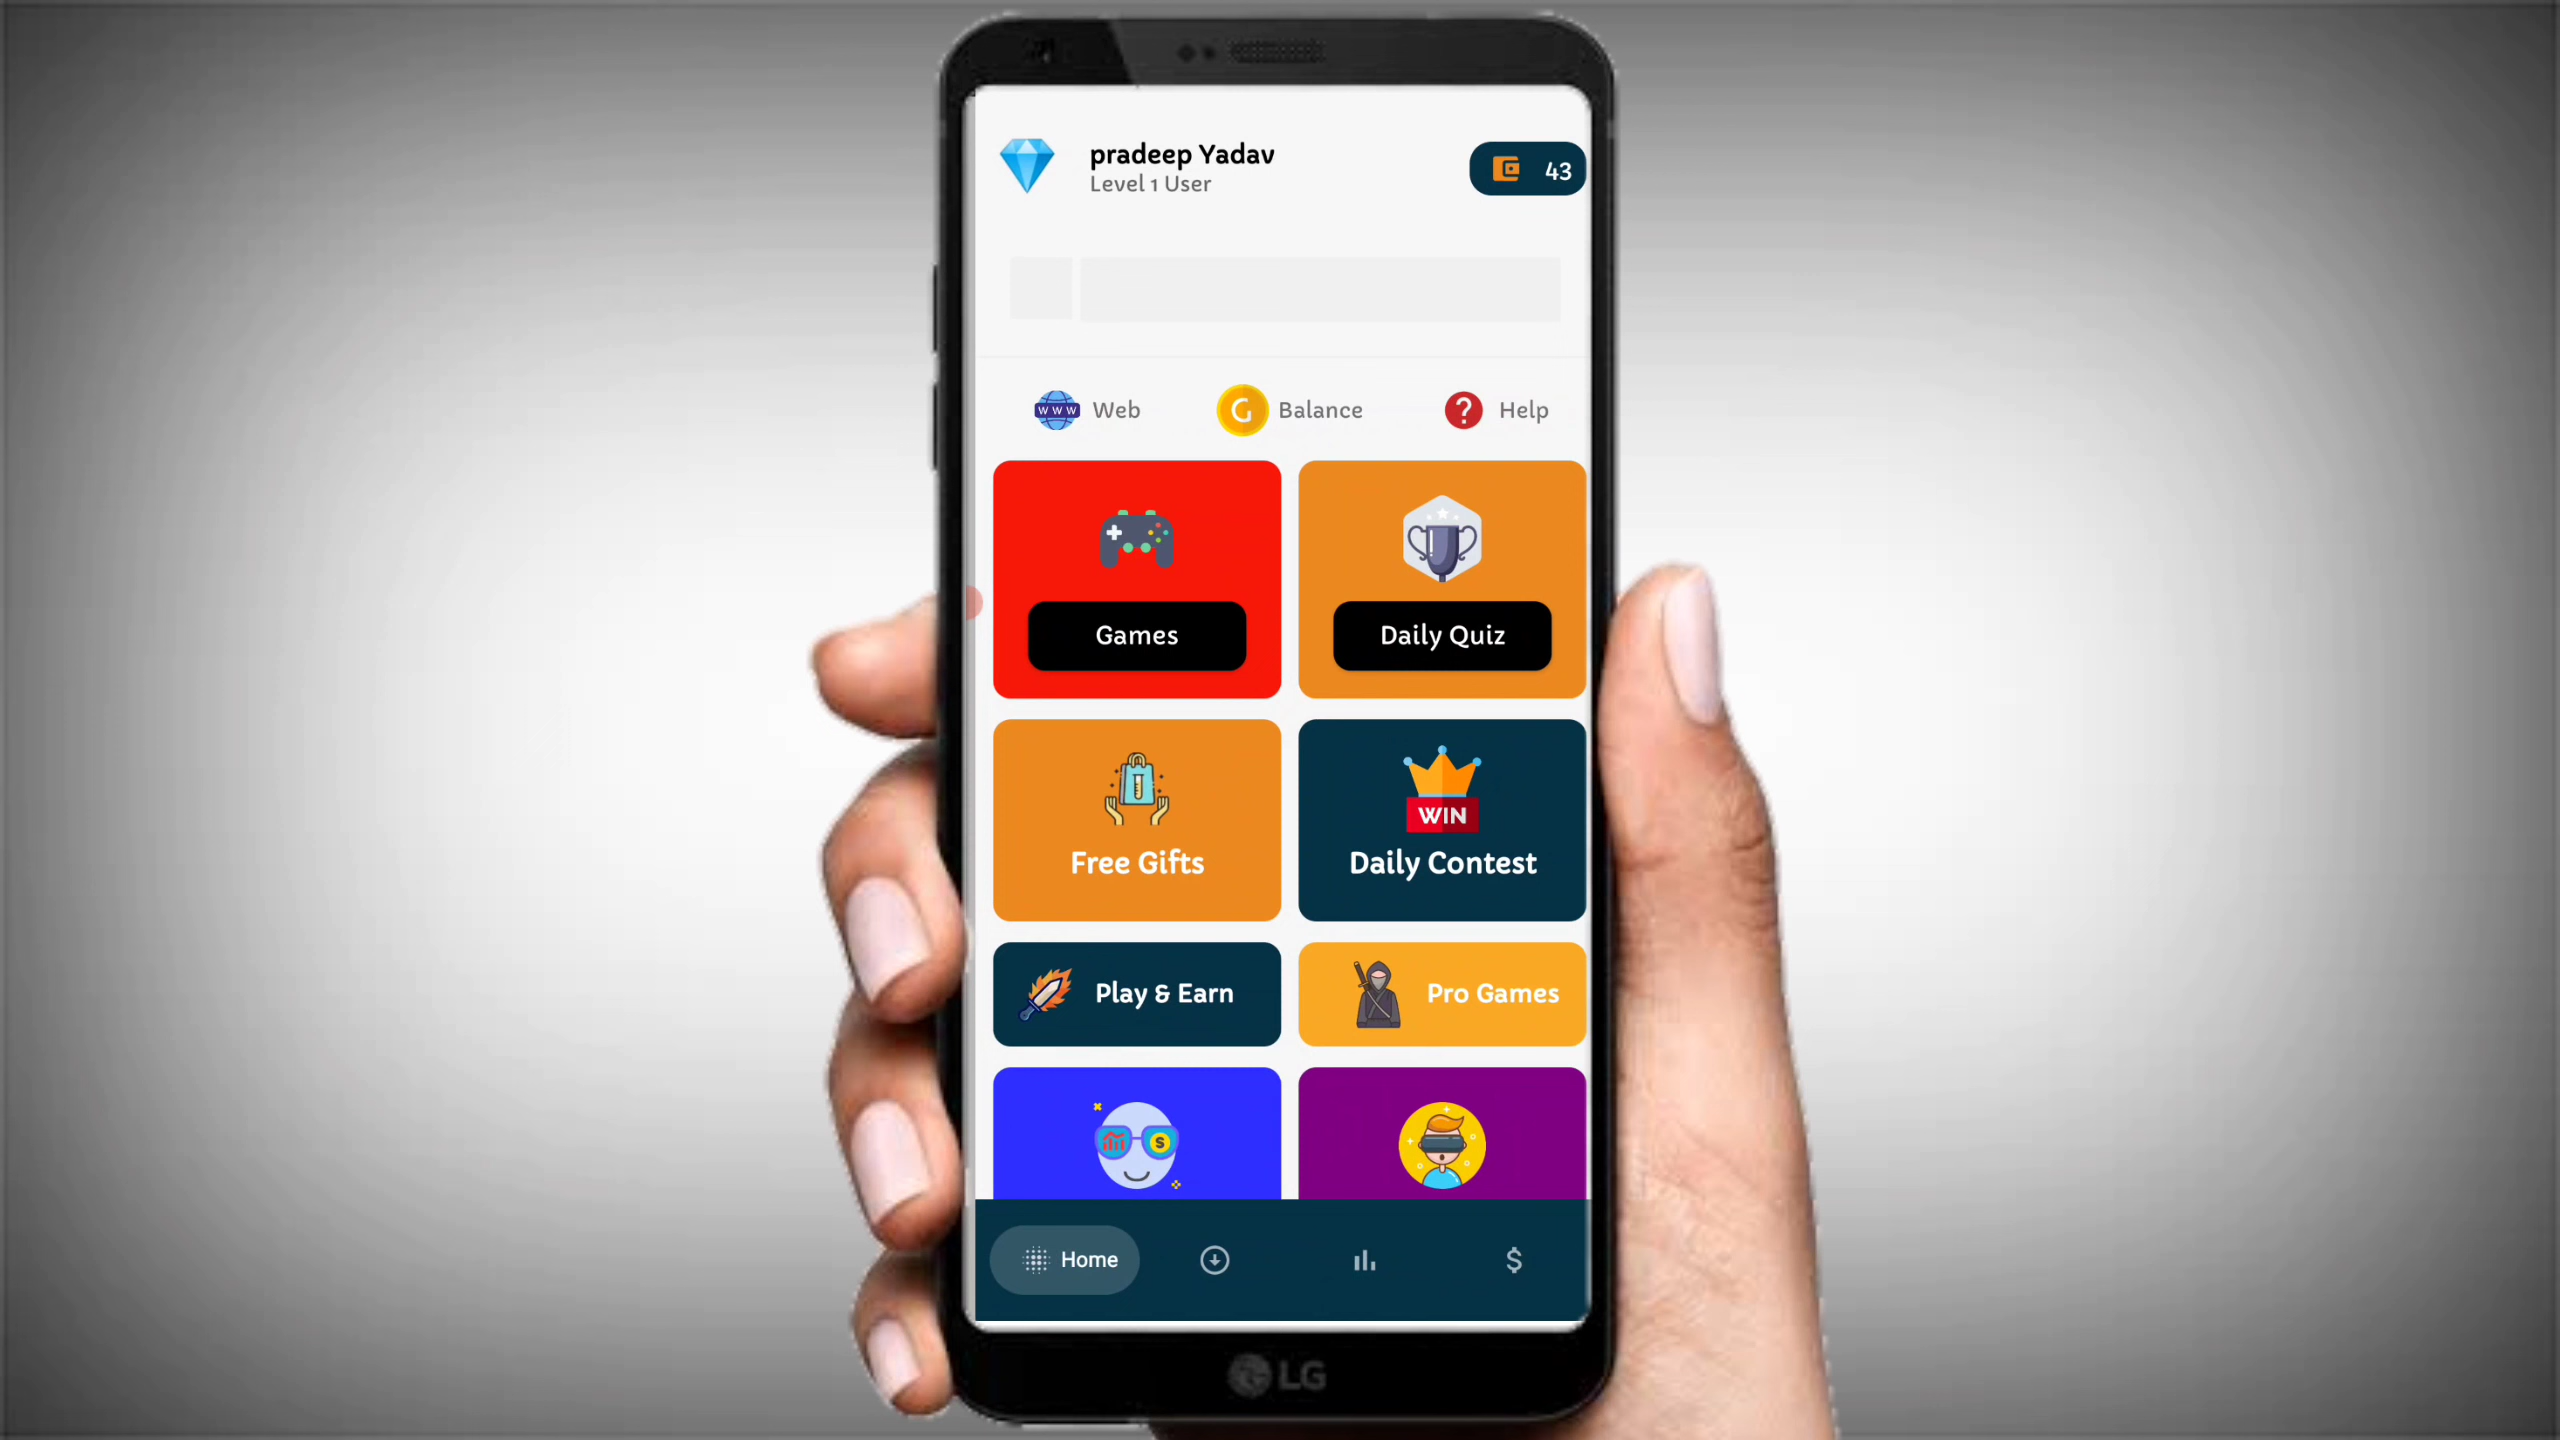 pradeep Yadav
Level 1 User
43
WWW
Web
G
Balance
?
Help
Games
Daily Quiz
WIN
Free Gifts
Daily Contest
Play & Earn
Pro Games
$
Home
$
LG